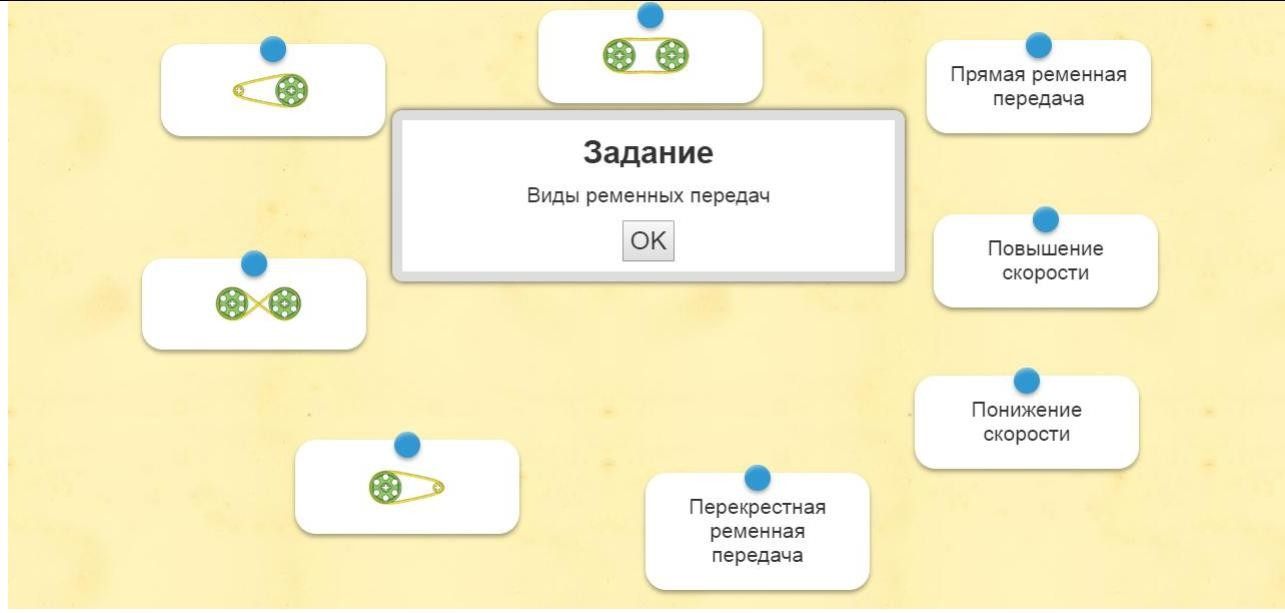 Прямая ременная
передача
Задание
Виды ременных передач
OK
Повышение
скорости
Понижение
скорости
Перекрестная
ременная
передача